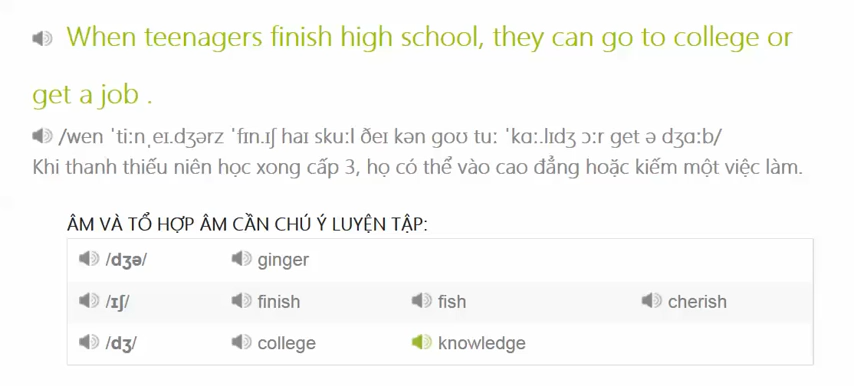 When teenagers finish high school, they can go to college or
get a job .
/wen ˈtiːnˌeɪ.dʒərz ˈfɪn.ɪʃ haɪ skuːl ðeɪ kən goʊ tuː ˈkɑː.lɪdʒ ɔːr get ə dʒɑːb/
Khi thanh thiếu niên học xong cấp 3, họ có thể vào cao đẳng hoặc kiếm một việc làm.
ÂM VÀ TỔ HỢP ÂM CẦN CHÚ Ý LUYỆN TẬP:
/dʒə/ ginger
/ɪʃ/ finish fish cherish
/dʒ/ college knowledge